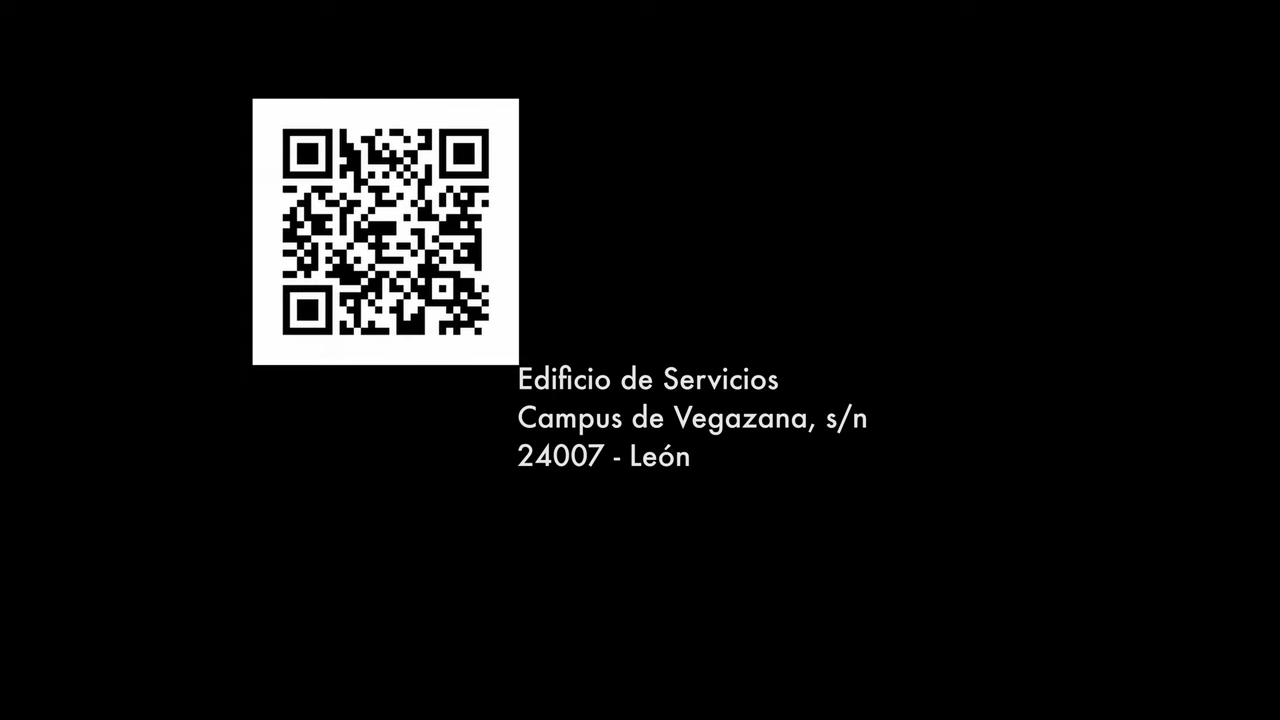 Edificio de Servicios
Campus de Vegazana, s/n
24007 - León